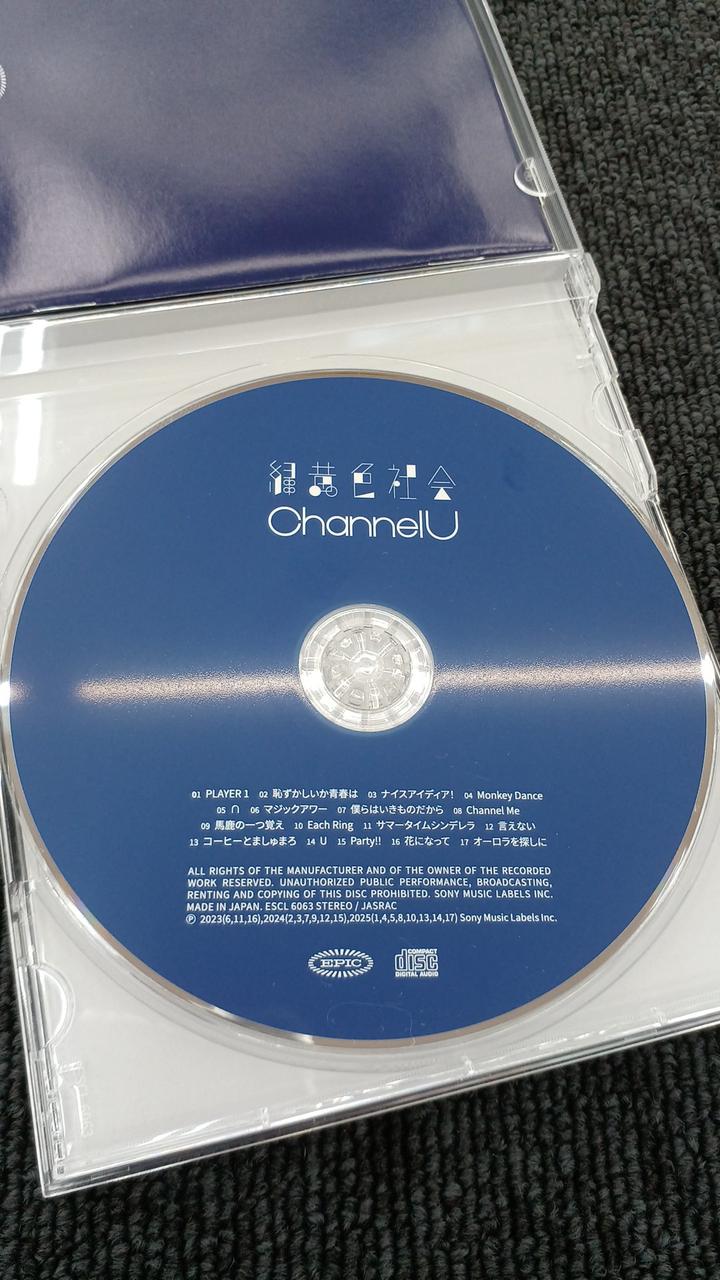 緑黄色社会
ChannelU
01 PLAYER 1 02 恥ずかしいか青春は 03 ナイスアイディア! 04 Monkey Dance
05 ∩ 06 マジックアワー 07 僕らはいきものだから 08 Channel Me
09 馬鹿の一つ覚え 10 Each Ring 11 サマータイムシンデレラ 12 言えない
13 コーヒーとましゅまろ 14 U 15 Party!! 16 花になって 17 オーロラを探しに
ALL RIGHTS OF THE MANUFACTURER AND OF THE OWNER OF THE RECORDED
WORK RESERVED. UNAUTHORIZED PUBLIC PERFORMANCE, BROADCASTING,
RENTING AND COPYING OF THIS DISC PROHIBITED. SONY MUSIC LABELS INC.
MADE IN JAPAN. ESCL 6063 STEREO / JASRAC
Ⓟ 2023(6,11,16),2024(2,3,7,9,12,15),2025(1,4,5,8,10,13,14,17) Sony Music Labels Inc.
EPIC
COMPACT
disc
DIGITAL AUDIO